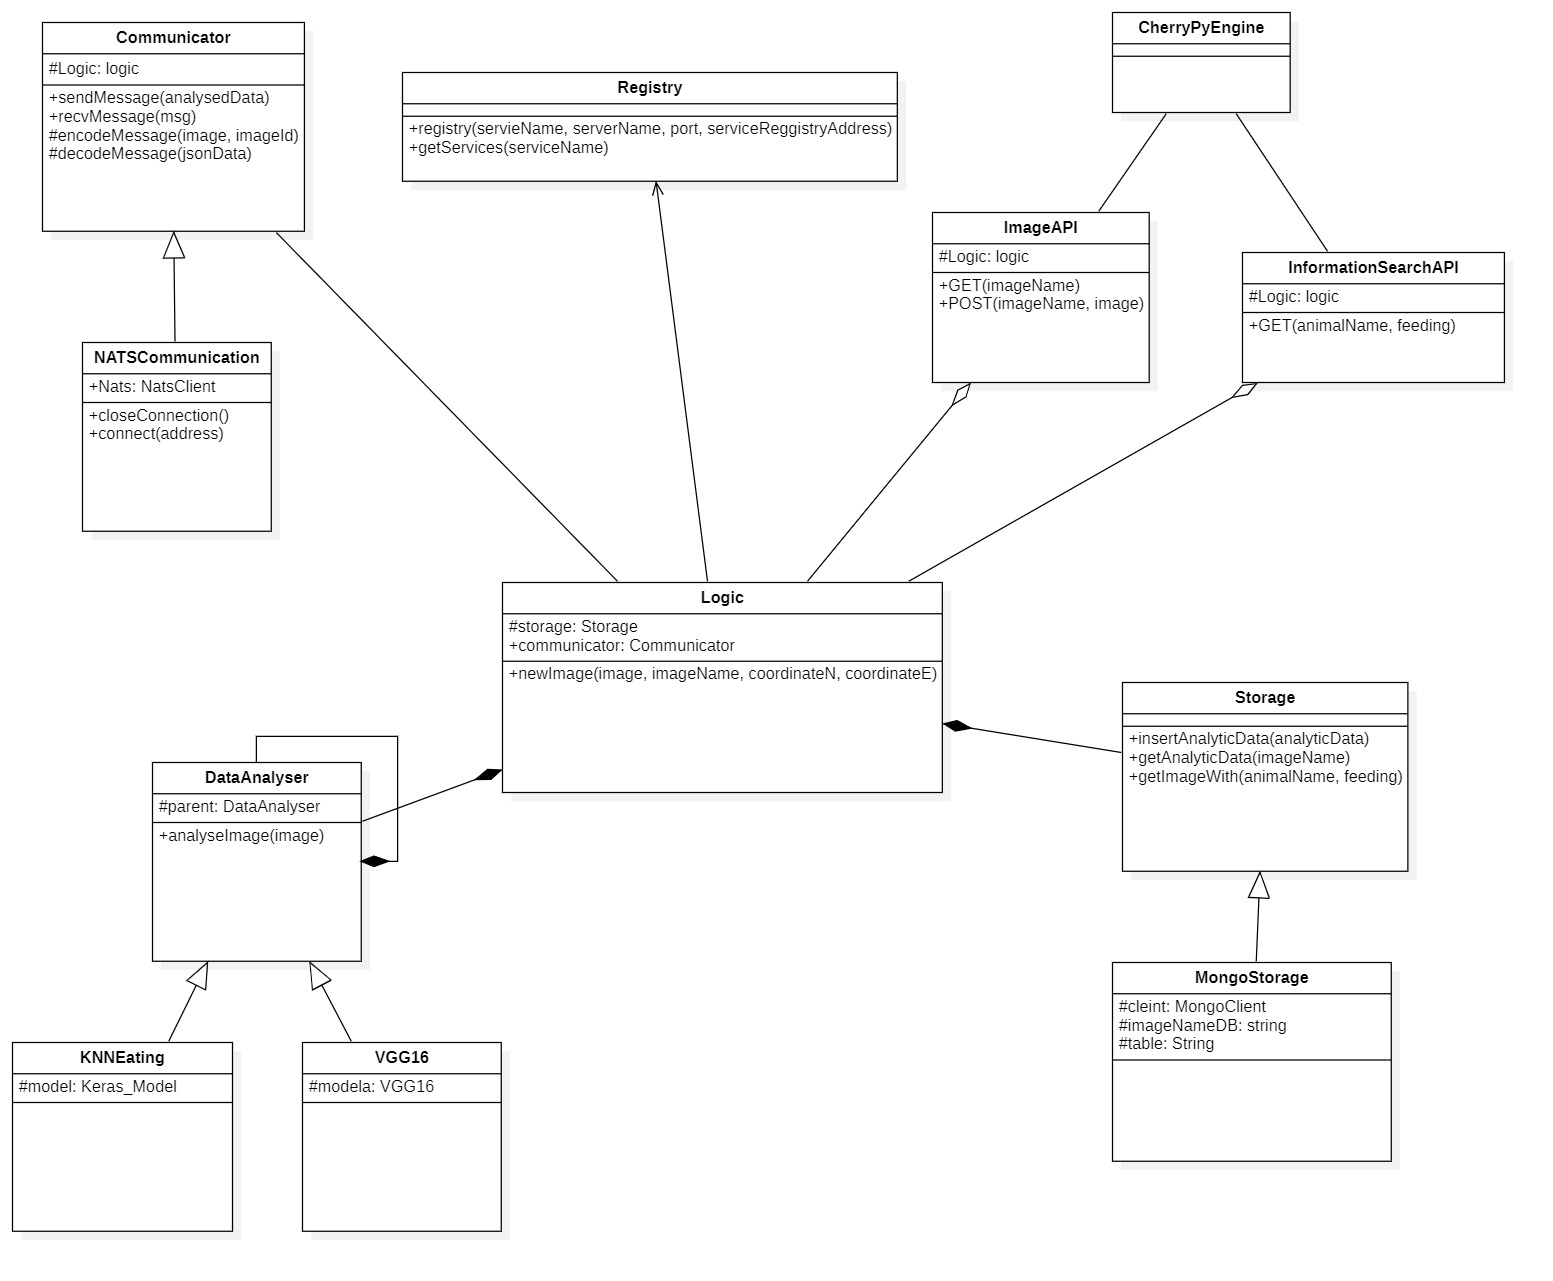 Communicator
#Logic: logic
+sendMessage(analysedData)
+recvMessage(msg)
#encodeMessage(image, imageId)
#decodeMessage(jsonData)
Registry
+registry(servieName, serverName, port, serviceReggistryAddress)
+getServices(serviceName)
CherryPyEngine
ImageAPI
#Logic: logic
+GET(imageName)
+POST(imageName, image)
InformationSearchAPI
#Logic: logic
+GET(animalName, feeding)
NATSCommunication
+Nats: NatsClient
+closeConnection()
+connect(address)
Logic
#storage: Storage
+communicator: Communicator
+newImage(image, imageName, coordinateN, coordinateE)
Storage
+insertAnalyticData(analyticData)
+getAnalyticData(imageName)
+getImageWith(animalName, feeding)
DataAnalyser
#parent: DataAnalyser
+analyseImage(image)
MongoStorage
#cleint: MongoClient
#imageNameDB: string
#table: String
KNNEating
#model: Keras_Model
VGG16
#modela: VGG16